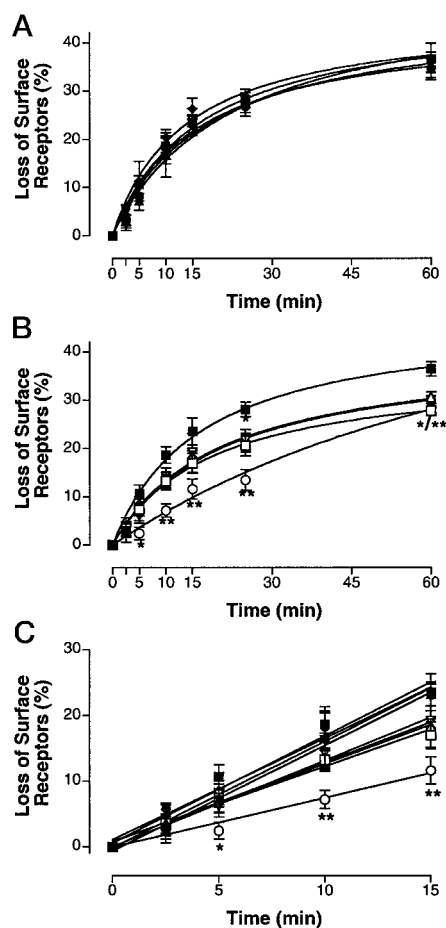 A
Loss of Surface
Receptors (%)
40
30
20
10
0
0 5 10 15 30 45 60
Time (min)
B
Loss of Surface
Receptors (%)
40
30
20
10
0
*
*/**
* ** ** **
0 5 10 15 30 45 60
Time (min)
C
Loss of Surface
Receptors (%)
30
20
10
0
* ** **
0 5 10 15
Time (min)